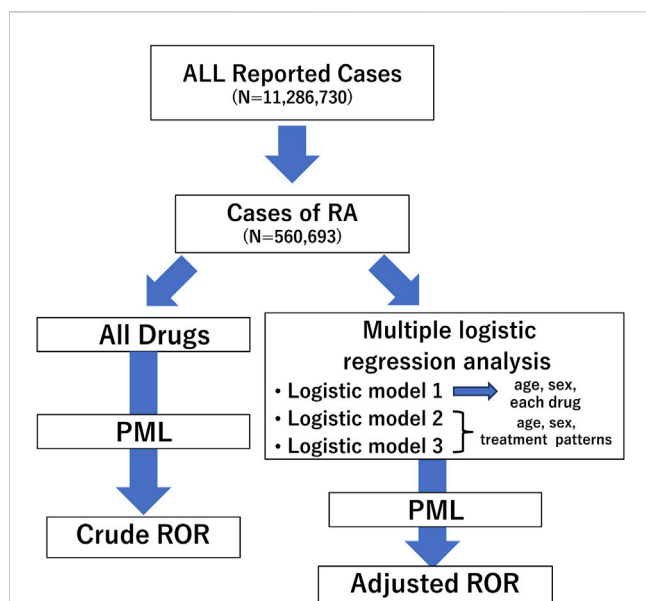 ALL Reported Cases
(N=11,286,730)
Cases of RA
(N=560,693)
All Drugs
PML
Crude ROR
Multiple logistic
regression analysis
・Logistic model 1
age, sex,
each drug
・Logistic model 2
・Logistic model 3
age, sex,
treatment patterns
PML
Adjusted ROR